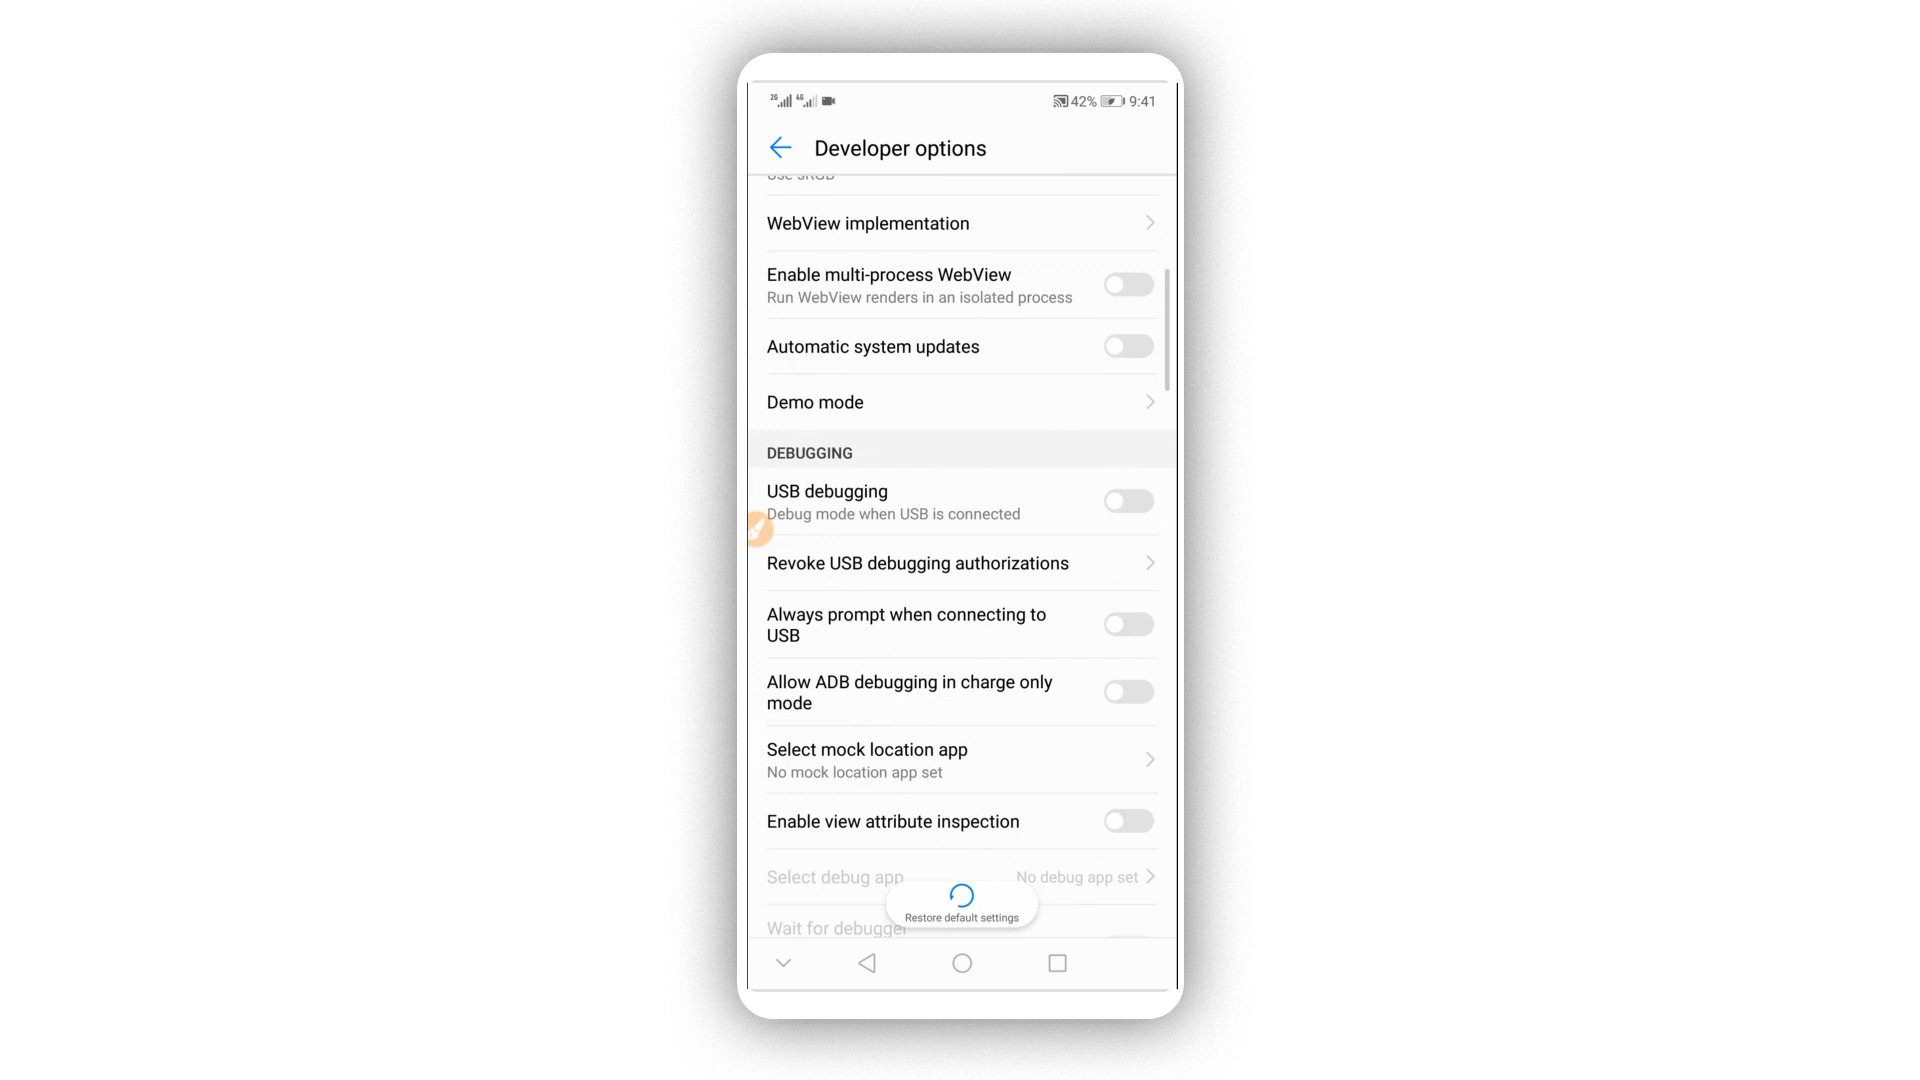 2G 4G 42% 9:41
Developer options
Use sRGB
WebView implementation
Enable multi-process WebView
Run WebView renders in an isolated process
Automatic system updates
Demo mode
DEBUGGING
USB debugging
Debug mode when USB is connected
Revoke USB debugging authorizations
Always prompt when connecting to
USB
Allow ADB debugging in charge only
mode
Select mock location app
No mock location app set
Enable view attribute inspection
Select debug app No debug app set
Restore default settings
Wait for debugger